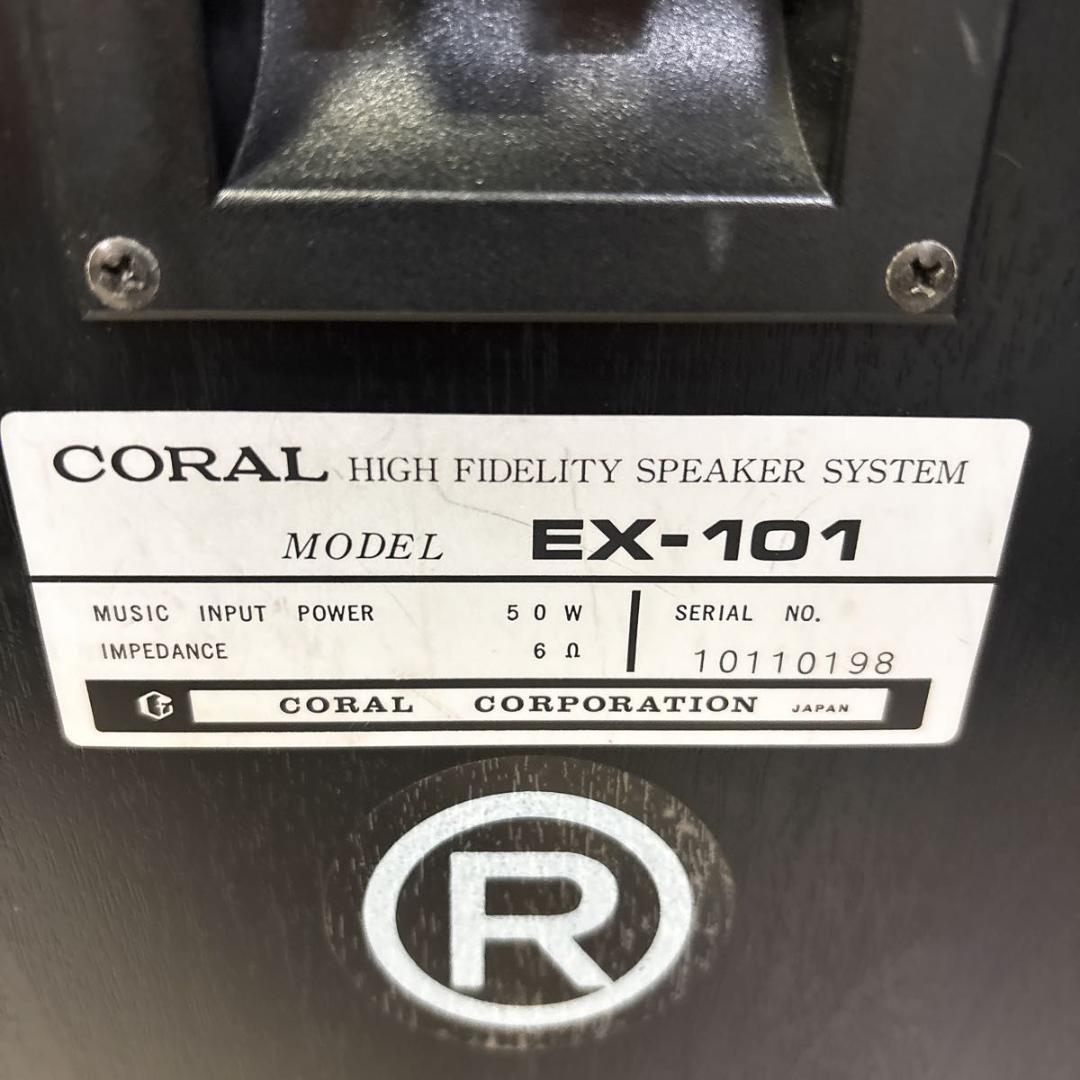 CORAL HIGH FIDELITY SPEAKER SYSTEM
MODEL EX-101
MUSIC INPUT POWER 50W
IMPEDANCE 6Ω
SERIAL NO.
10110198
CORAL CORPORATION JAPAN
R